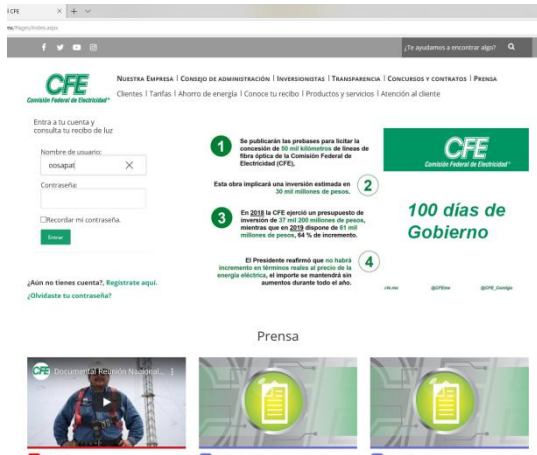 CFE
¿Te ayudamos a encontrar algo?
CFE
Comisión Federal de Electricidad
NUESTRA EMPRESA | CONSEJO DE ADMINISTRACIÓN | INVERSIONISTAS | TRANSPARENCIA | CONCURSOS Y CONTRATOS | PRENSA
Clientes | Tarifas | Ahorro de energía | Conoce tu recibo | Productos y servicios | Atención al cliente
Entra a tu cuenta y
consulta tu recibo de luz
Nombre de usuario:
oosapat
Contraseña:
Recordar mi contraseña.
Entrar
¿Aún no tienes cuenta?, Regístrate aquí.
¿Olvidaste tu contraseña?
1
Se publicarán las prebases para licitar la
concesión de 50 mil kilómetros de líneas de
fibra óptica de la Comisión Federal de
Electricidad (CFE).
Esta obra implicará una inversión estimada en
30 mil millones de pesos.
2
3
En 2018 la CFE ejerció un presupuesto de
inversión de 37 mil 200 millones de pesos,
mientras que en 2019 dispone de 61 mil
millones de pesos, 64 % de incremento.
El Presidente reafirmó que no habrá
incremento en términos reales al precio de la
energía eléctrica, el importe se mantendrá sin
aumentos durante todo el año.
4
CFE
Comisión Federal de Electricidad
100 días de
Gobierno
cfe.mx @CFEmx @CFE_Contigo
Prensa
CFE Documental Reunión Nacional...